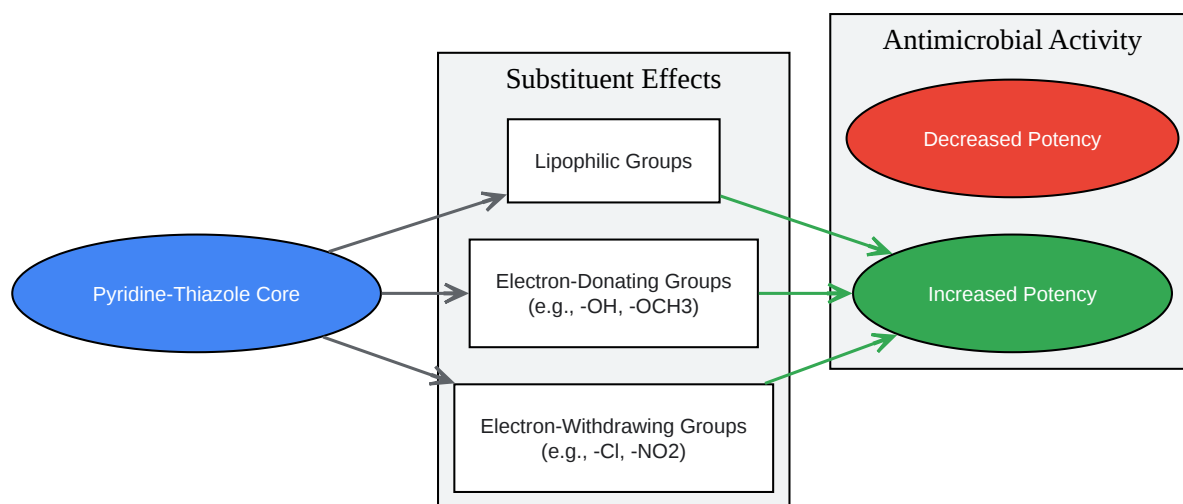 Pyridine-Thiazole Core
Substituent Effects
Lipophilic Groups
Electron-Donating Groups
(e.g., -OH, -OCH3)
Electron-Withdrawing Groups
(e.g., -Cl, -NO2)
Antimicrobial Activity
Decreased Potency
Increased Potency